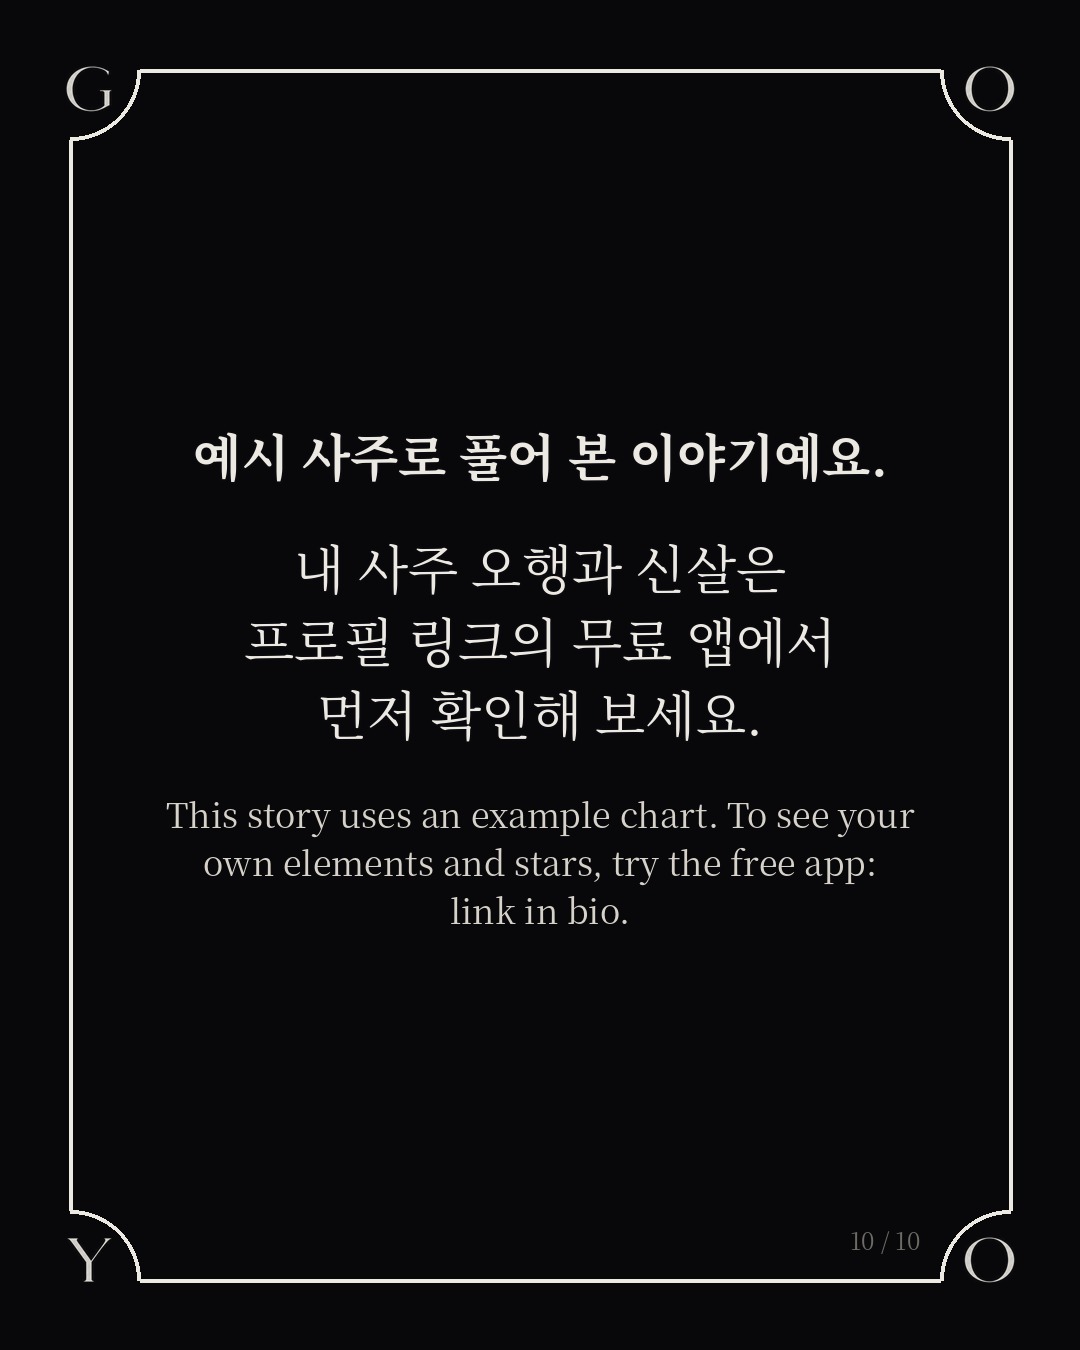 G O
예시 사주로 풀어 본 이야기예요.
내 사주 오행과 신살은
프로필 링크의 무료 앱에서
먼저 확인해 보세요.
This story uses an example chart. To see your
own elements and stars, try the free app:
link in bio.
10 / 10
Y O